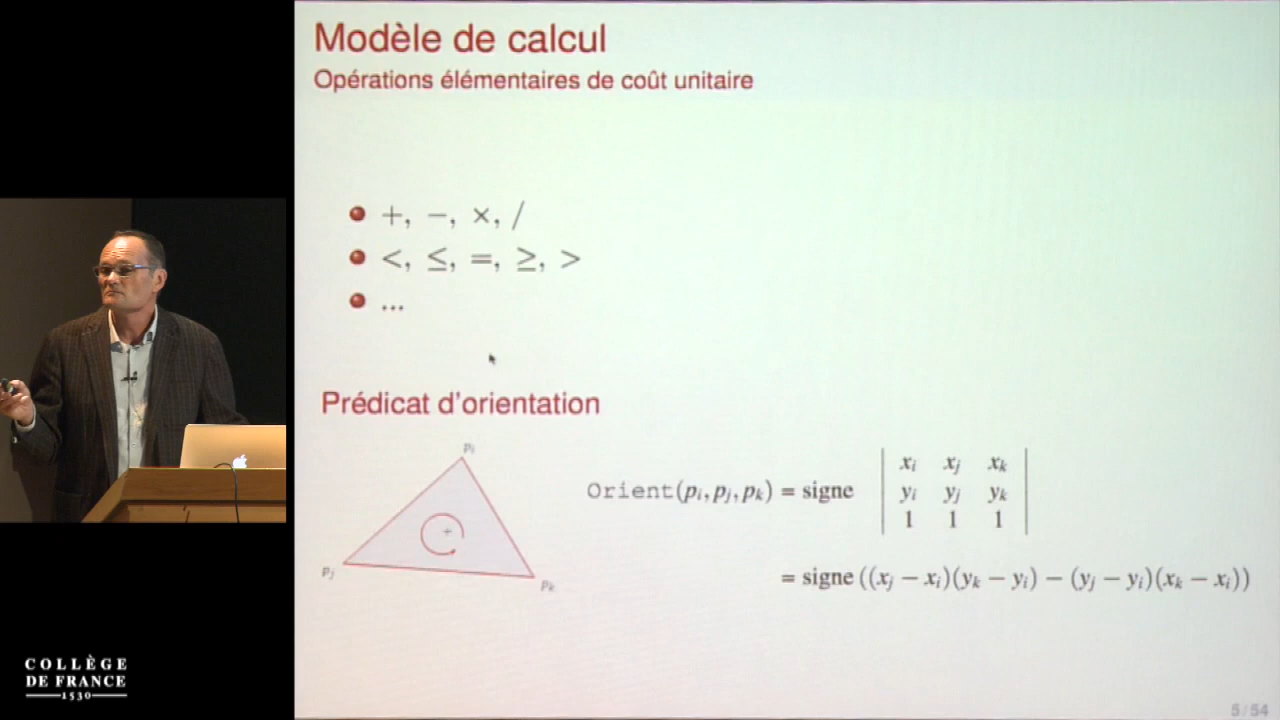 Modèle de calcul
Opérations élémentaires de coût unitaire
+, −, ×, /
<, ≤, =, ≥, >
...
Prédicat d'orientation
p_i
p_j
p_k
+
Orient(p_i, p_j, p_k) = signe | x_i x_j x_k |
| y_i y_j y_k |
| 1 1 1 |
= signe ((x_j − x_i)(y_k − y_i) − (y_j − y_i)(x_k − x_i))
COLLÈGE
DE FRANCE
1530
5 / 54